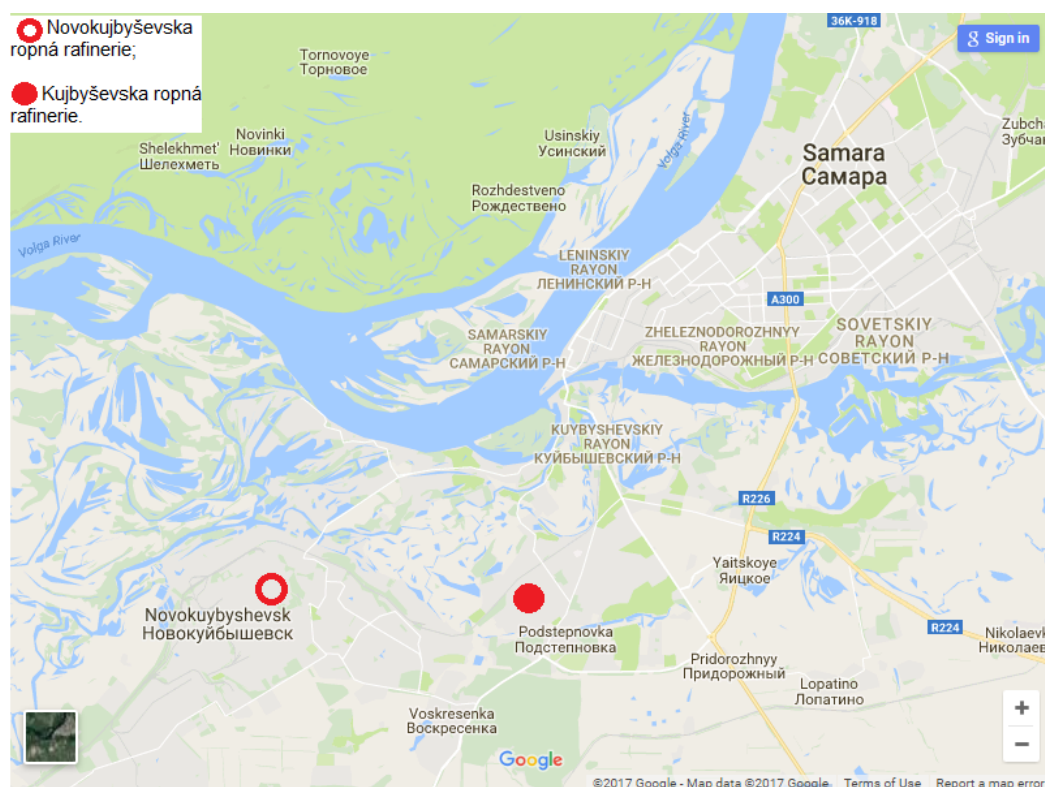 Novokujbyševska
ropná rafinerie;
Kujbyševska ropná
rafinerie.
36K-918
Sign in
Tornovoye
Торновое
Zubcha
Зубчан
Novinki
Новинки
Shelekhmet'
Шелехметь
Usinskiy
Усинский
Volga River
Samara
Самара
Rozhdestveno
Рождествено
Volga River
LENINSKIY
RAYON
ЛЕНИНСКИЙ Р-Н
A300
SAMARSKIY
RAYON
САМАРСКИЙ Р-Н
ZHELEZNODOROZHNYY
RAYON
ЖЕЛЕЗНОДОРОЖНЫЙ Р-Н
SOVETSKIY
RAYON
СОВЕТСКИЙ Р-Н
KUYBYSHEVSKIY
RAYON
КУЙБЫШЕВСКИЙ Р-Н
R226
R224
Yaitskoye
Яицкое
Novokuybyshevsk
Новокуйбышевск
Podstepnovka
Подстепновка
R224
Nikolaevk
Николаев
Pridorozhnyy
Придорожный
Lopatino
Лопатино
Voskresenka
Воскресенка
+
−
Google
©2017 Google - Map data ©2017 Google Terms of Use Report a map error